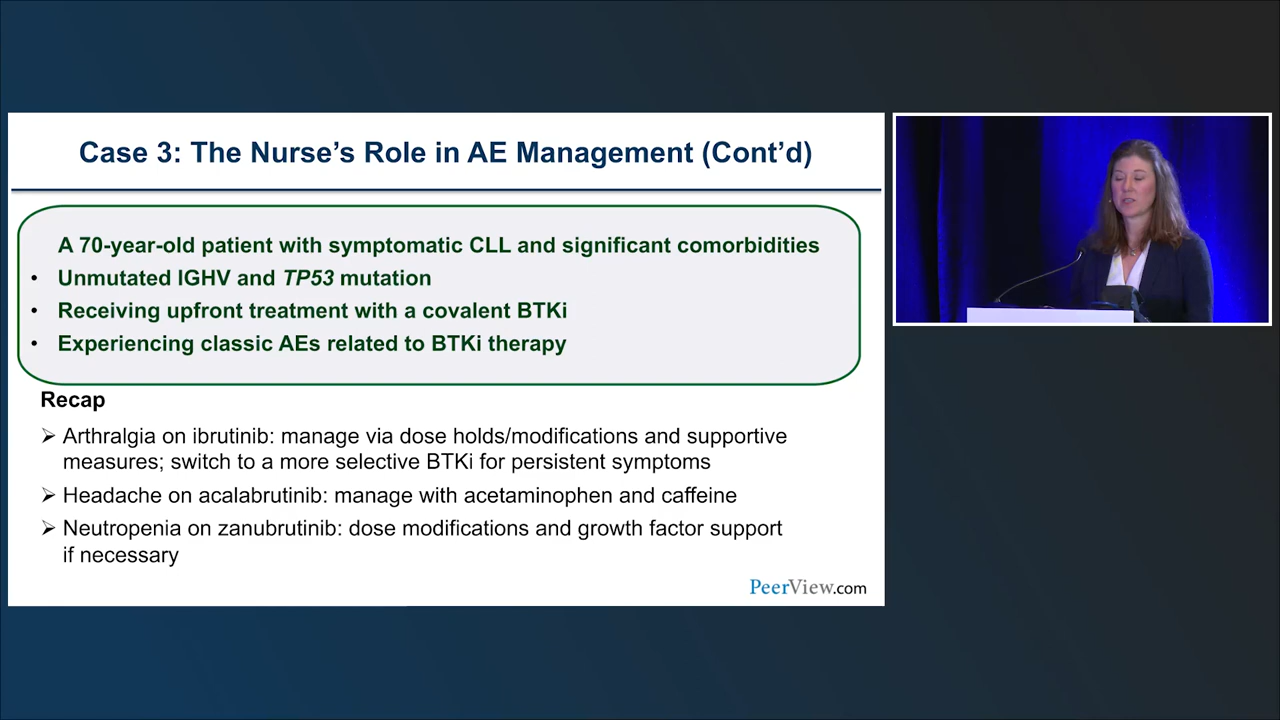 Case 3: The Nurse’s Role in AE Management (Cont’d)
A 70-year-old patient with symptomatic CLL and significant comorbidities
• Unmutated IGHV and TP53 mutation
• Receiving upfront treatment with a covalent BTKi
• Experiencing classic AEs related to BTKi therapy
Recap
➢ Arthralgia on ibrutinib: manage via dose holds/modifications and supportive
measures; switch to a more selective BTKi for persistent symptoms
➢ Headache on acalabrutinib: manage with acetaminophen and caffeine
➢ Neutropenia on zanubrutinib: dose modifications and growth factor support
if necessary
PeerView.com